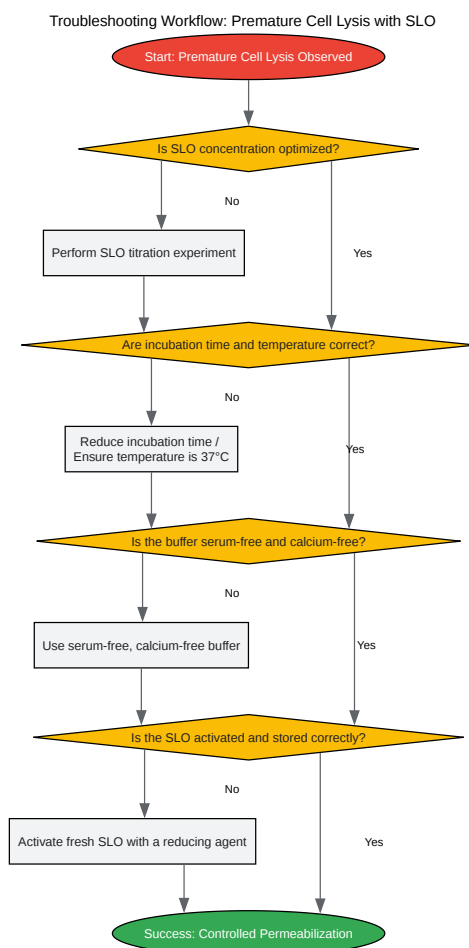 Troubleshooting Workflow: Premature Cell Lysis with SLO
Start: Premature Cell Lysis Observed
Is SLO concentration optimized?
No
Perform SLO titration experiment
Yes
Are incubation time and temperature correct?
No
Reduce incubation time /
Ensure temperature is 37°C
Yes
Is the buffer serum-free and calcium-free?
No
Use serum-free, calcium-free buffer
Yes
Is the SLO activated and stored correctly?
No
Activate fresh SLO with a reducing agent
Yes
Success: Controlled Permeabilization